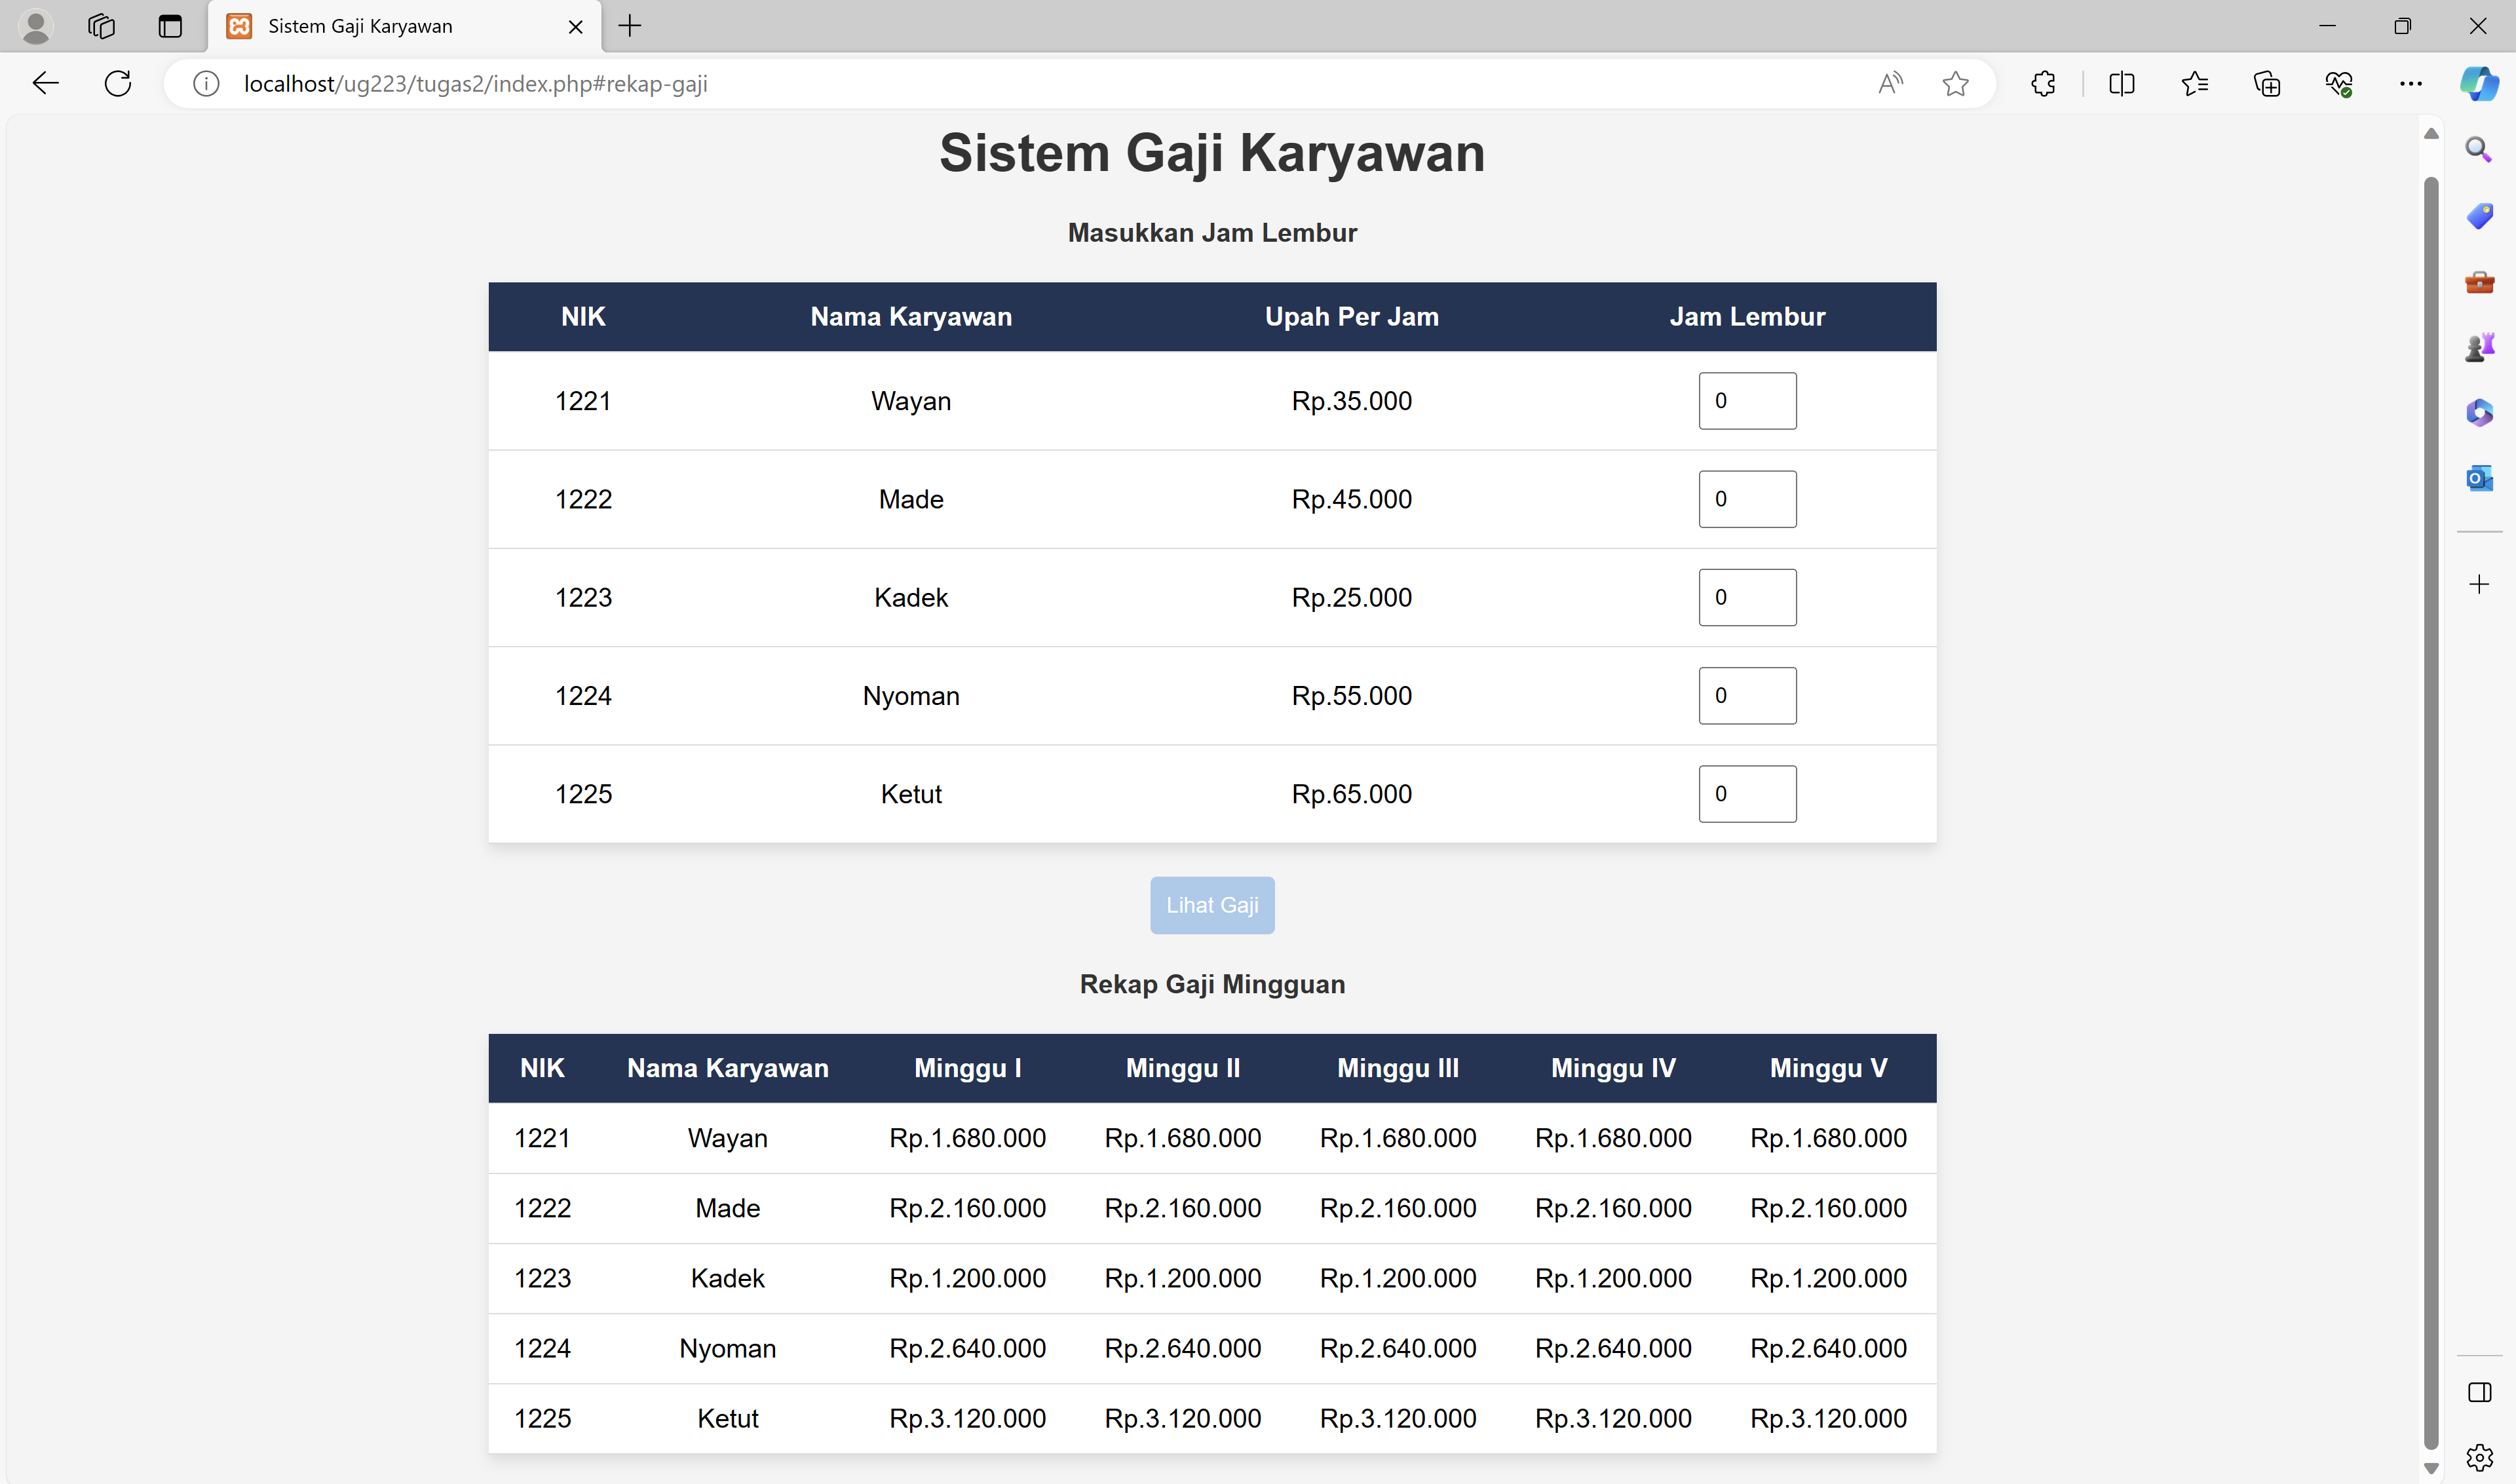 Sistem Gaji Karyawan
localhost/ug223/tugas2/index.php#rekap-gaji
Sistem Gaji Karyawan
Masukkan Jam Lembur
NIK Nama Karyawan Upah Per Jam Jam Lembur
1221 Wayan Rp.35.000 0
1222 Made Rp.45.000 0
1223 Kadek Rp.25.000 0
1224 Nyoman Rp.55.000 0
1225 Ketut Rp.65.000 0
Lihat Gaji
Rekap Gaji Mingguan
NIK Nama Karyawan Minggu I Minggu II Minggu III Minggu IV Minggu V
1221 Wayan Rp.1.680.000 Rp.1.680.000 Rp.1.680.000 Rp.1.680.000 Rp.1.680.000
1222 Made Rp.2.160.000 Rp.2.160.000 Rp.2.160.000 Rp.2.160.000 Rp.2.160.000
1223 Kadek Rp.1.200.000 Rp.1.200.000 Rp.1.200.000 Rp.1.200.000 Rp.1.200.000
1224 Nyoman Rp.2.640.000 Rp.2.640.000 Rp.2.640.000 Rp.2.640.000 Rp.2.640.000
1225 Ketut Rp.3.120.000 Rp.3.120.000 Rp.3.120.000 Rp.3.120.000 Rp.3.120.000